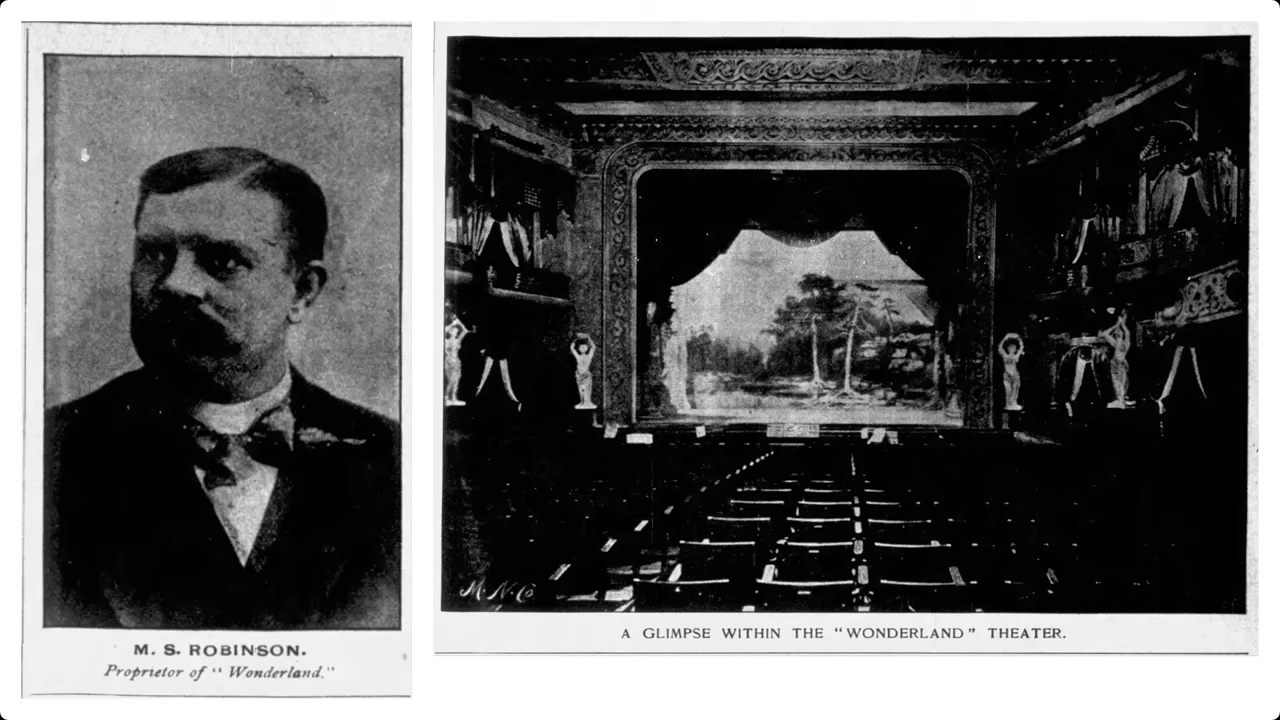 M. S. ROBINSON.
Proprietor of "Wonderland."
M. N. Co
A GLIMPSE WITHIN THE "WONDERLAND" THEATER.